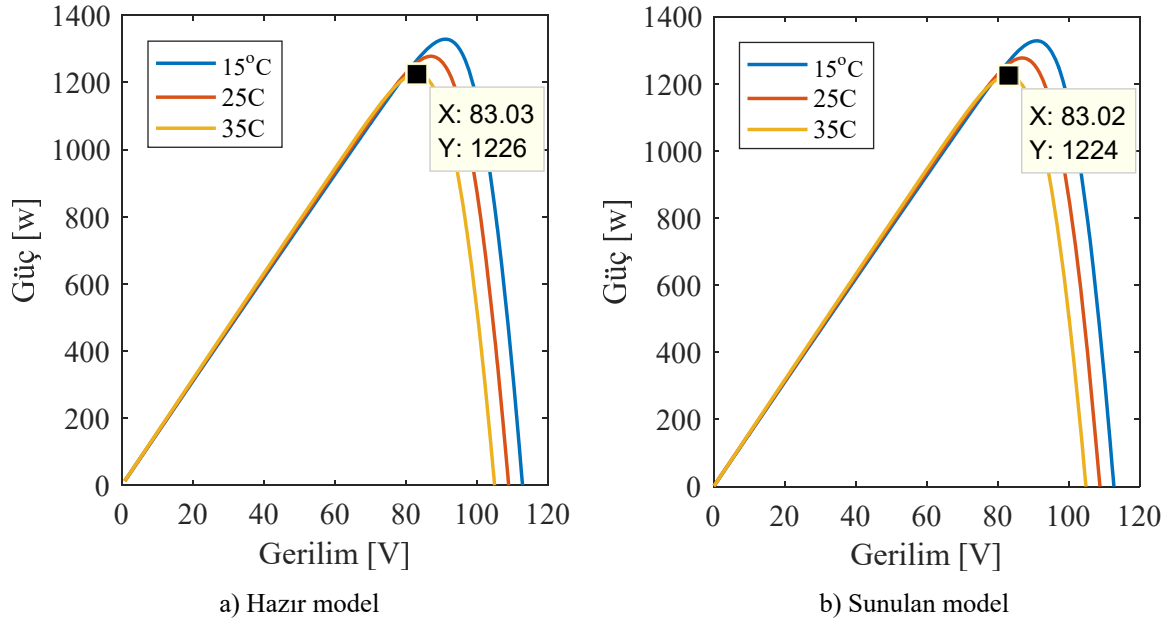 1400
1200
1000
800
600
400
200
0
Güç [w]
15°C
25C
35C
X: 83.03
Y: 1226
0 20 40 60 80 100 120
Gerilim [V]
a) Hazır model
1400
1200
1000
800
600
400
200
0
Güç [w]
15°C
25C
35C
X: 83.02
Y: 1224
0 20 40 60 80 100 120
Gerilim [V]
b) Sunulan model